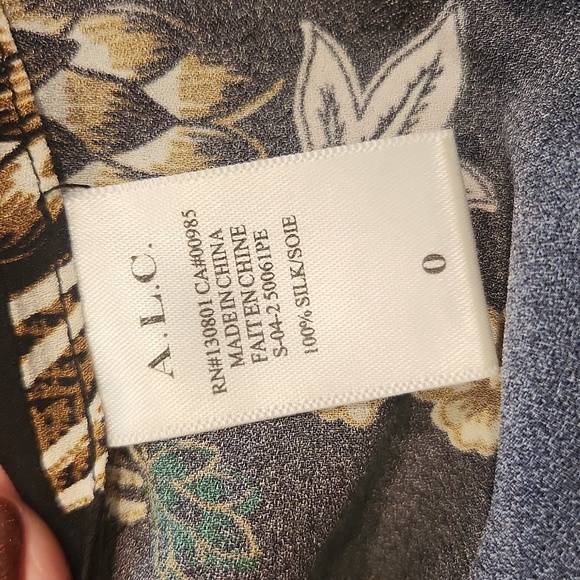 A.L.C.
RN#130801 CA#00985
MADE IN CHINA
FAIT EN CHINE
S-04-2 50061PE
100% SILK/SOIE
0